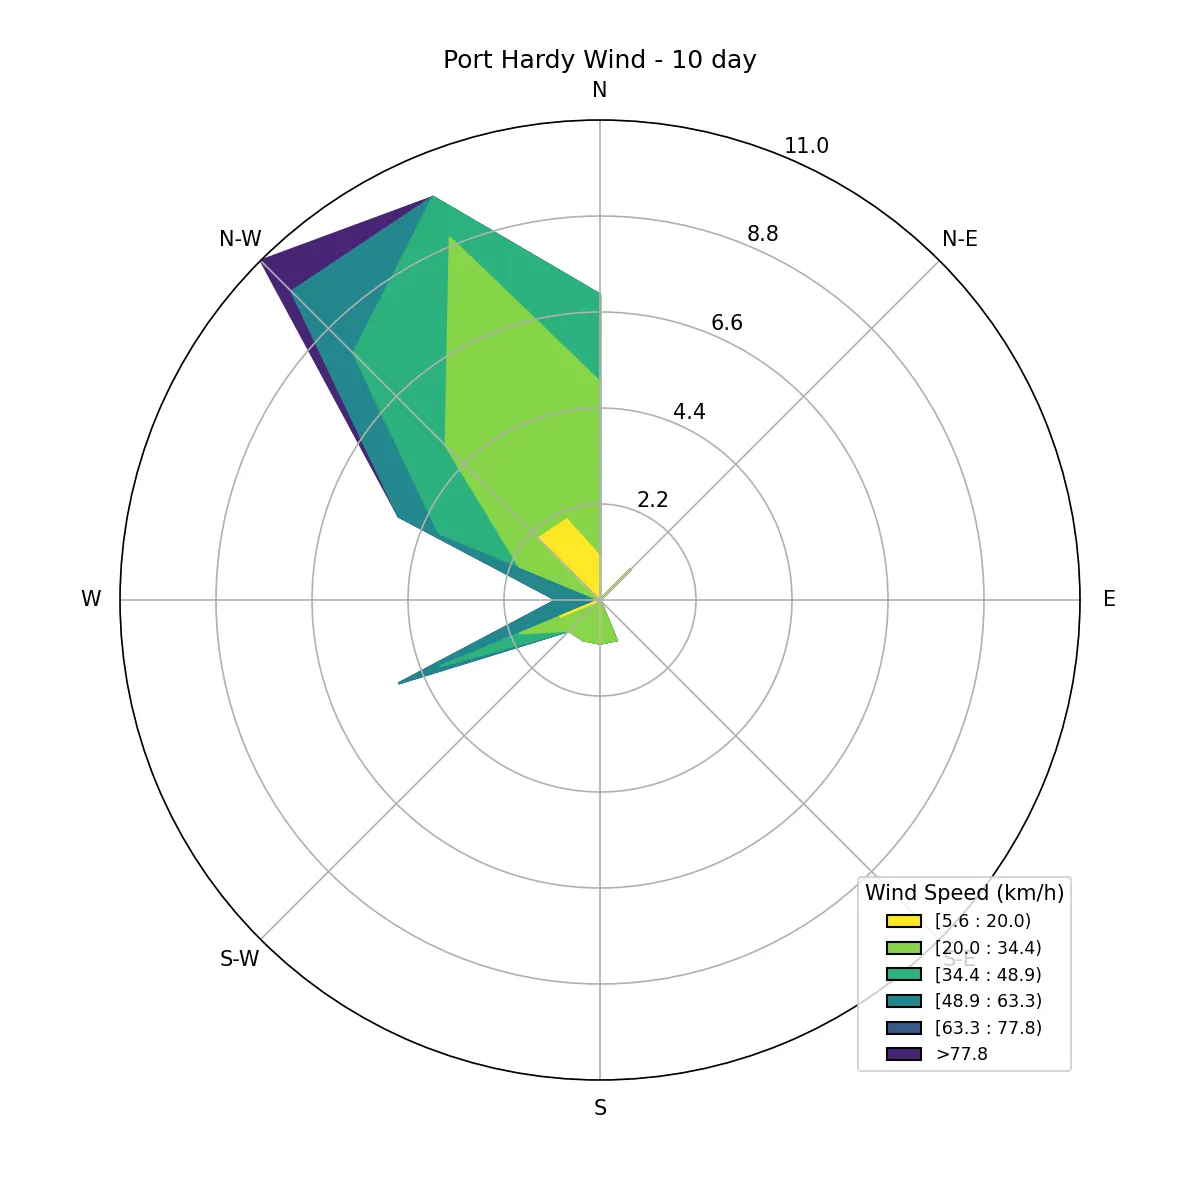 Port Hardy Wind - 10 day
N
11.0
N-W
8.8
N-E
6.6
4.4
2.2
W
E
S-W
S-E
S
Wind Speed (km/h)
[5.6 : 20.0)
[20.0 : 34.4)
[34.4 : 48.9)
[48.9 : 63.3)
[63.3 : 77.8)
>77.8